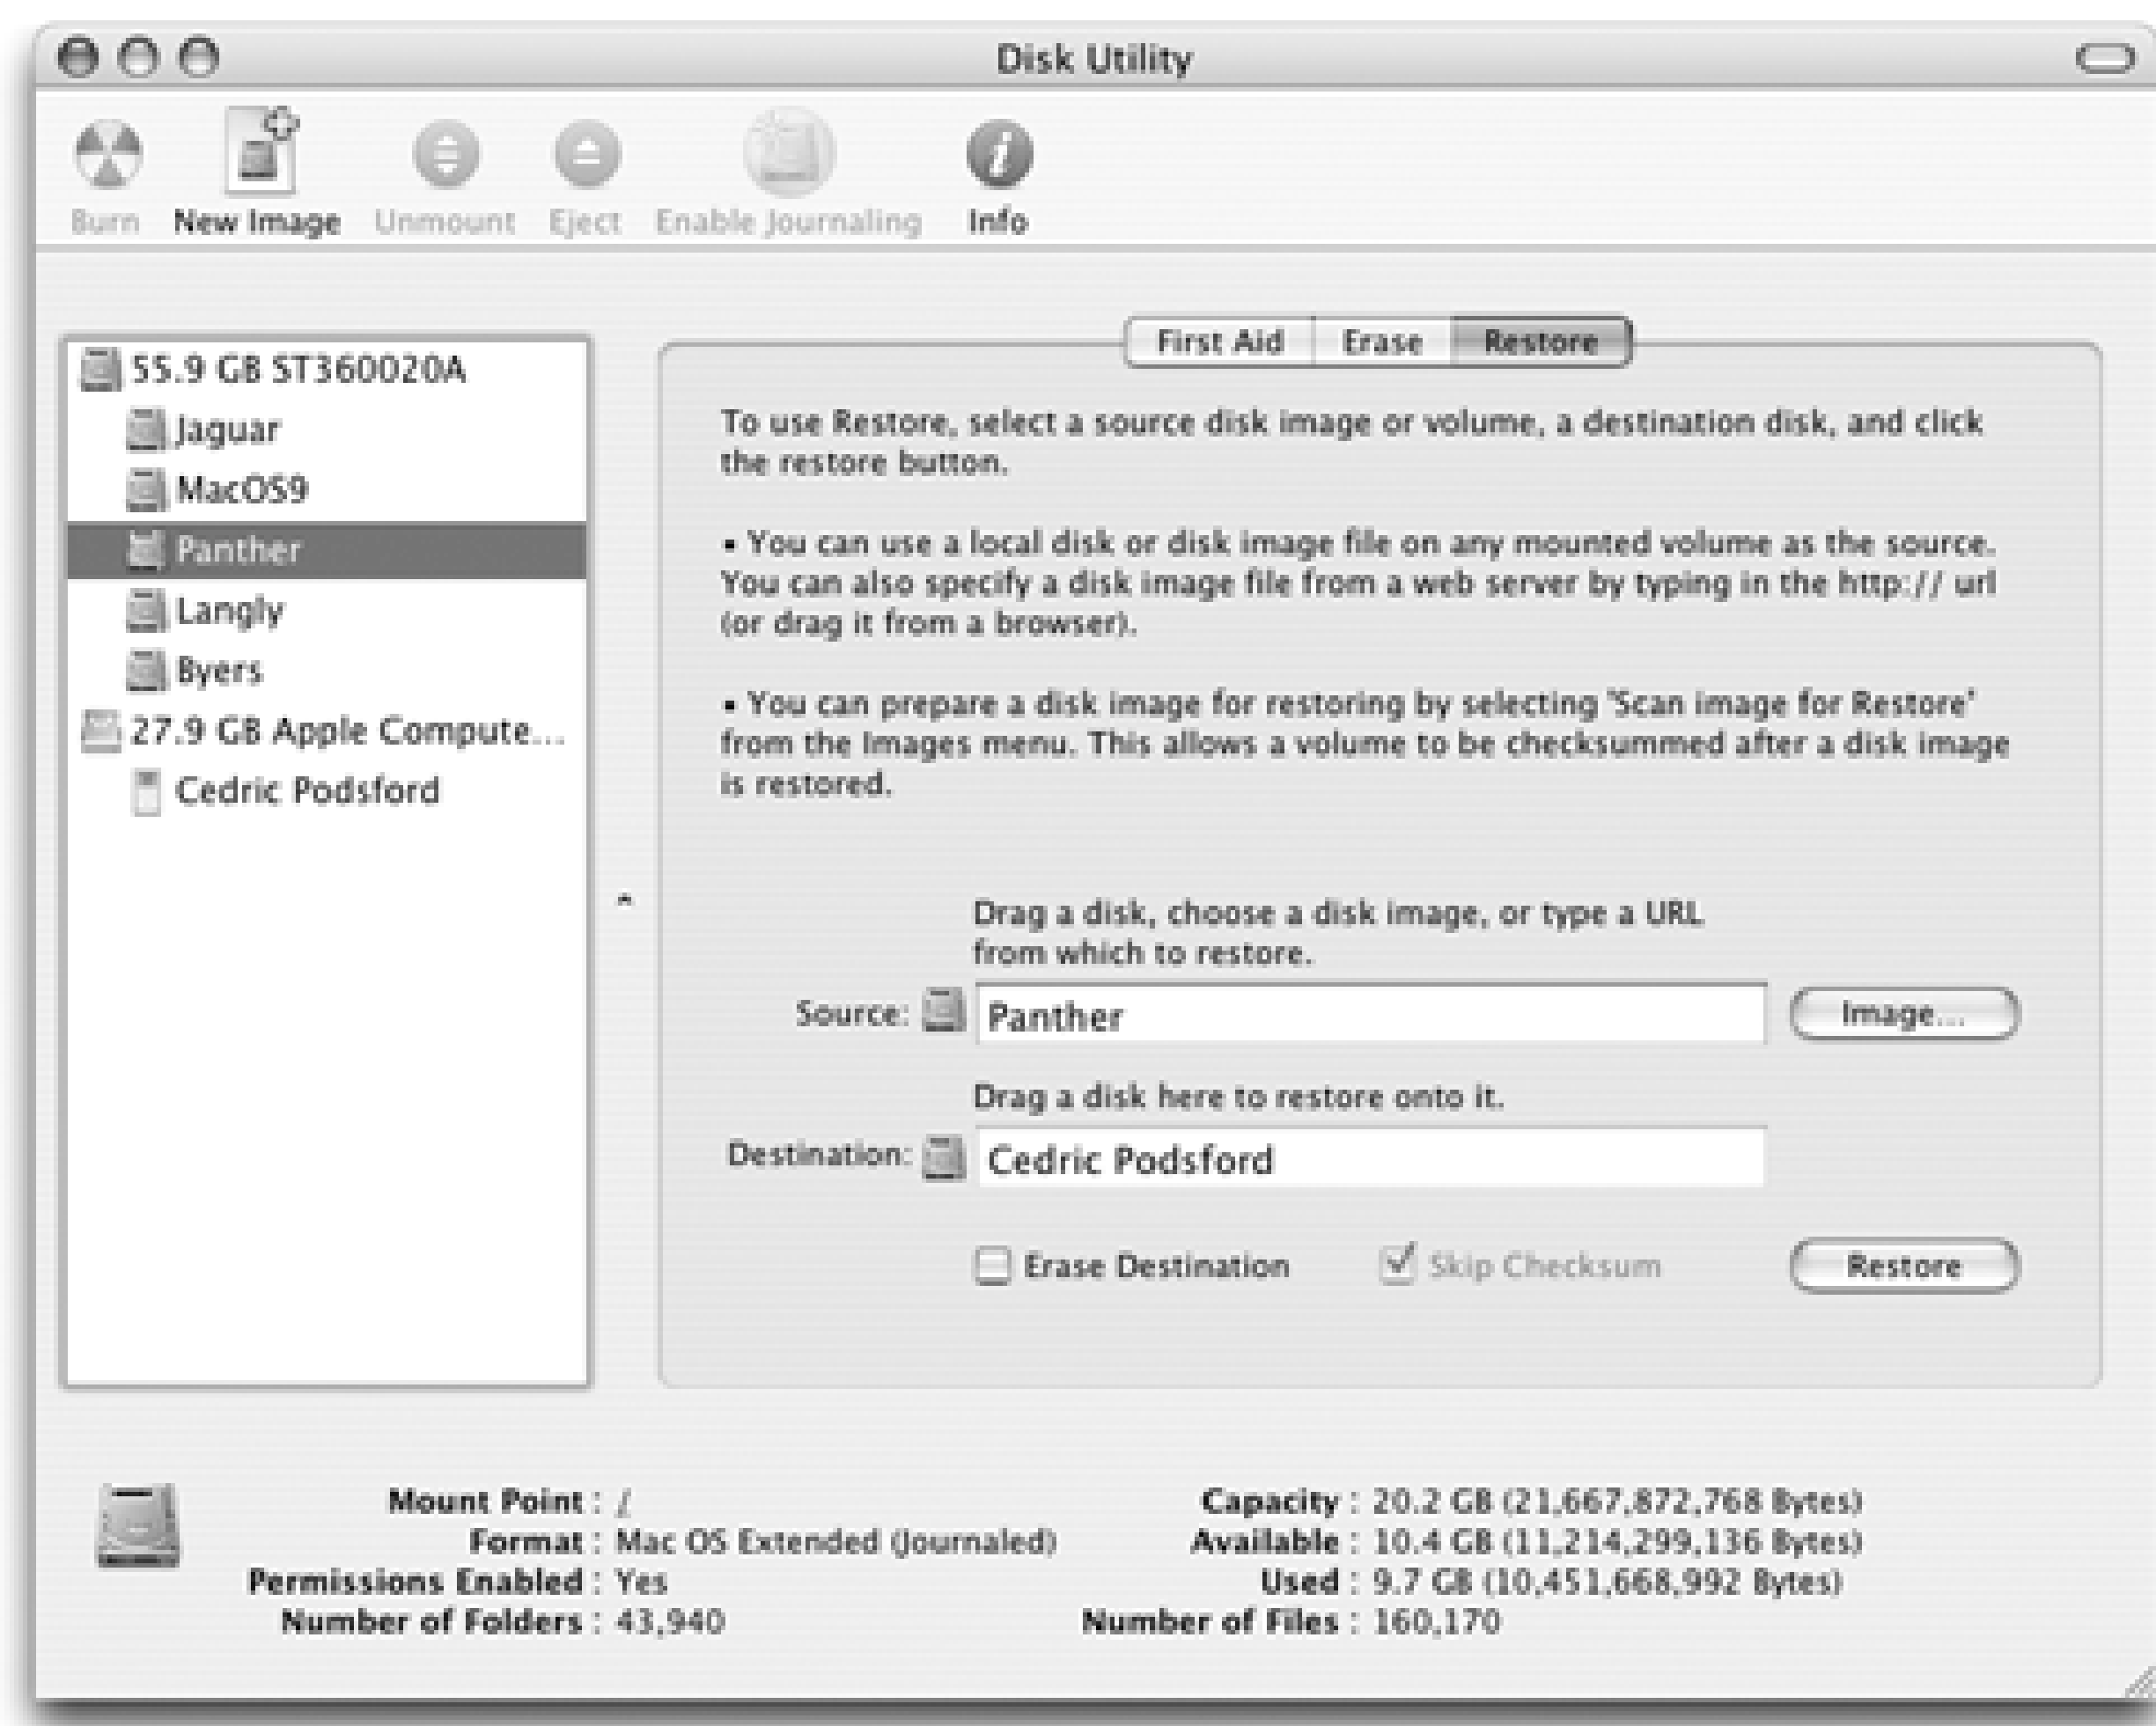 Disk Utility
Burn New Image Unmount Eject Enable Journaling Info
First Aid Erase Restore
55.9 GB ST360020A
Jaguar
MacOS9
Panther
Langly
Byers
27.9 GB Apple Compute...
Cedric Podsford
To use Restore, select a source disk image or volume, a destination disk, and click
the restore button.
• You can use a local disk or disk image file on any mounted volume as the source.
You can also specify a disk image file from a web server by typing in the http:// url
(or drag it from a browser).
• You can prepare a disk image for restoring by selecting "Scan image for Restore"
from the Images menu. This allows a volume to be checksummed after a disk image
is restored.
Drag a disk, choose a disk image, or type a URL
from which to restore.
Source: Panther Image...
Drag a disk here to restore onto it.
Destination: Cedric Podsford
Erase Destination Skip Checksum Restore
Mount Point : / Capacity : 20.2 GB (21,667,872,768 Bytes)
Format : Mac OS Extended (Journaled) Available : 10.4 GB (11,214,299,136 Bytes)
Permissions Enabled : Yes Used : 9.7 GB (10,451,668,992 Bytes)
Number of Folders : 43,940 Number of Files : 160,170